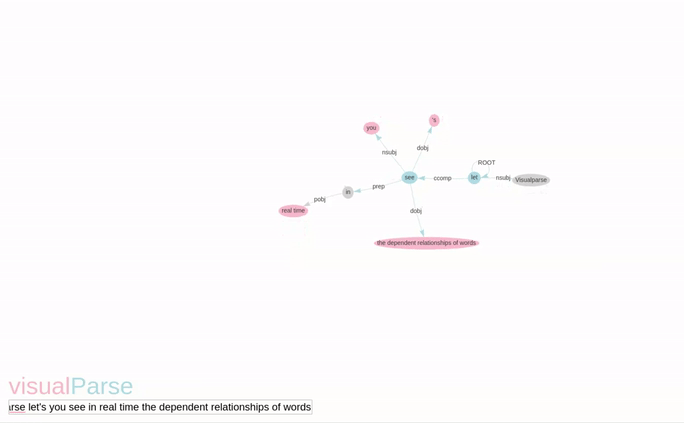 's
you
dobj
nsubj
ROOT
see
ccomp
let
nsubj
Visualparse
prep
in
pobj
real time
dobj
the dependent relationships of words
visualParse
arse let's you see in real time the dependent relationships of words